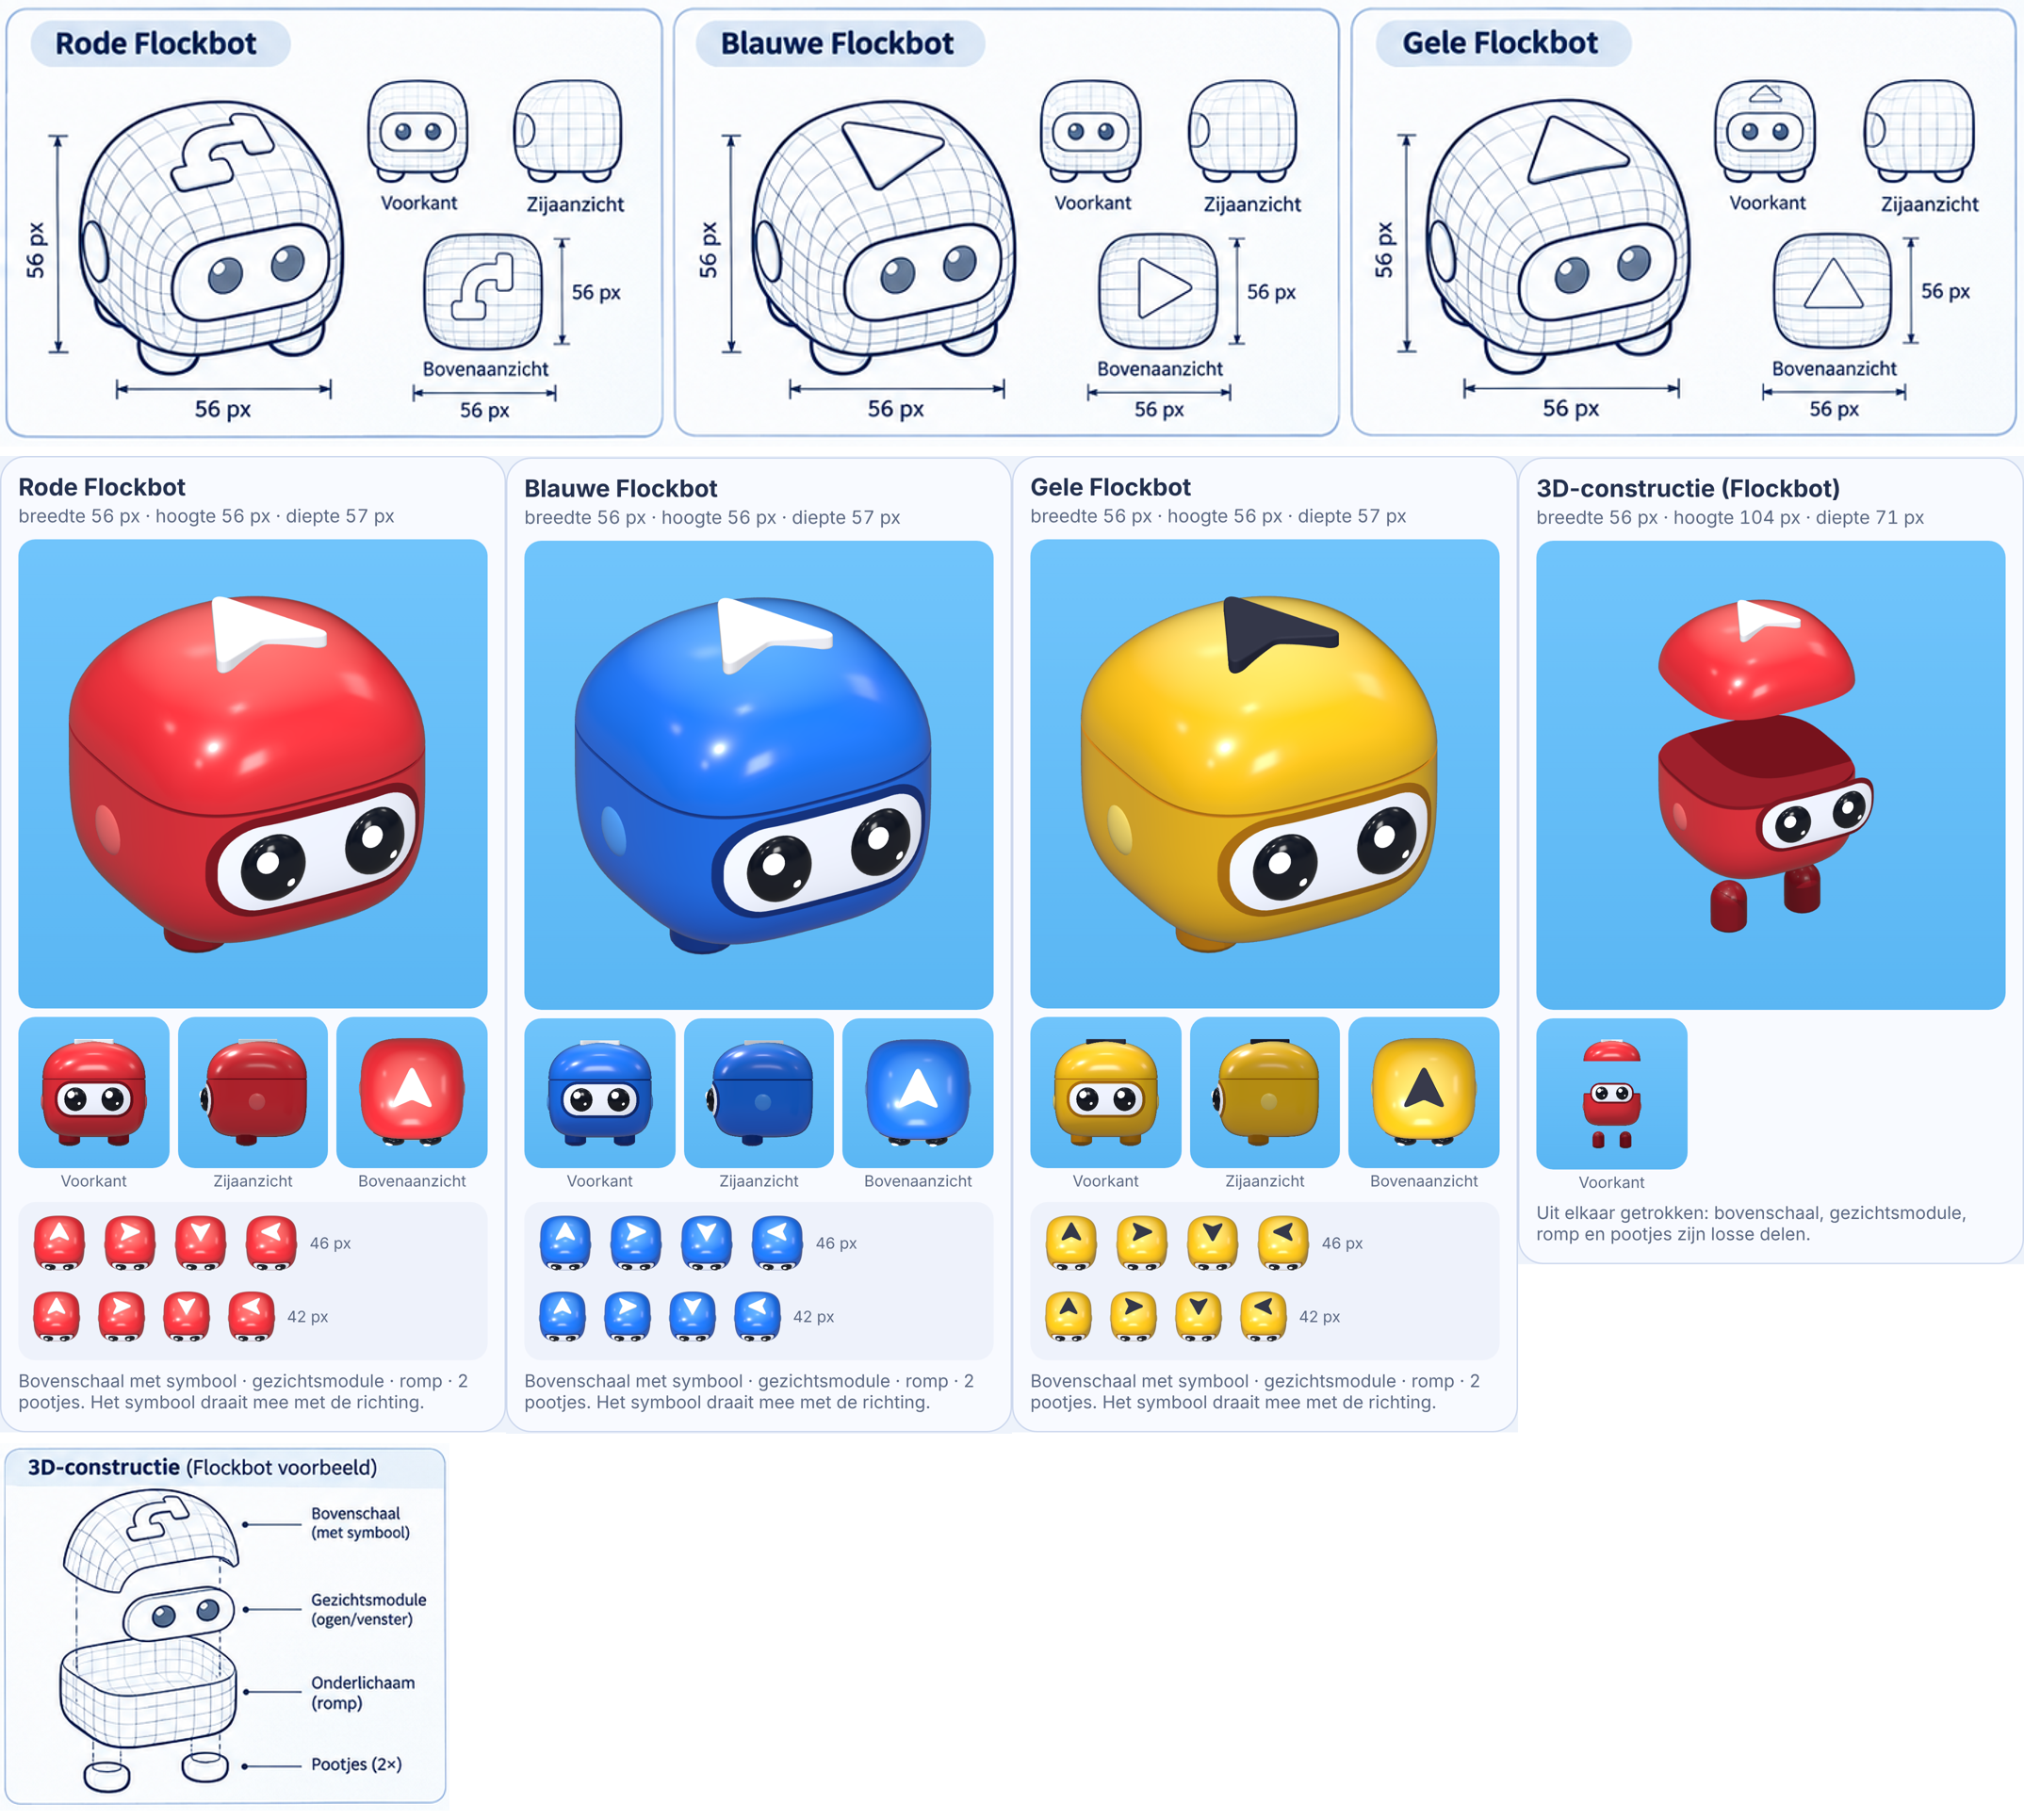 Rode Flockbot
56 px
Voorkant
Zijaanzicht
56 px
Bovenaanzicht
56 px
56 px
Blauwe Flockbot
56 px
Voorkant
Zijaanzicht
56 px
Bovenaanzicht
56 px
56 px
Gele Flockbot
56 px
Voorkant
Zijaanzicht
56 px
Bovenaanzicht
56 px
56 px
Rode Flockbot
breedte 56 px · hoogte 56 px · diepte 57 px
Voorkant
Zijaanzicht
Bovenaanzicht
46 px
42 px
Bovenschaal met symbool · gezichtsmodule · romp · 2
pootjes. Het symbool draait mee met de richting.
Blauwe Flockbot
breedte 56 px · hoogte 56 px · diepte 57 px
Voorkant
Zijaanzicht
Bovenaanzicht
46 px
42 px
Bovenschaal met symbool · gezichtsmodule · romp · 2
pootjes. Het symbool draait mee met de richting.
Gele Flockbot
breedte 56 px · hoogte 56 px · diepte 57 px
Voorkant
Zijaanzicht
Bovenaanzicht
46 px
42 px
Bovenschaal met symbool · gezichtsmodule · romp · 2
pootjes. Het symbool draait mee met de richting.
3D-constructie (Flockbot)
breedte 56 px · hoogte 104 px · diepte 71 px
Voorkant
Uit elkaar getrokken: bovenschaal, gezichtsmodule,
romp en pootjes zijn losse delen.
3D-constructie (Flockbot voorbeeld)
Bovenschaal
(met symbool)
Gezichtsmodule
(ogen/venster)
Onderlichaam
(romp)
Pootjes (2×)